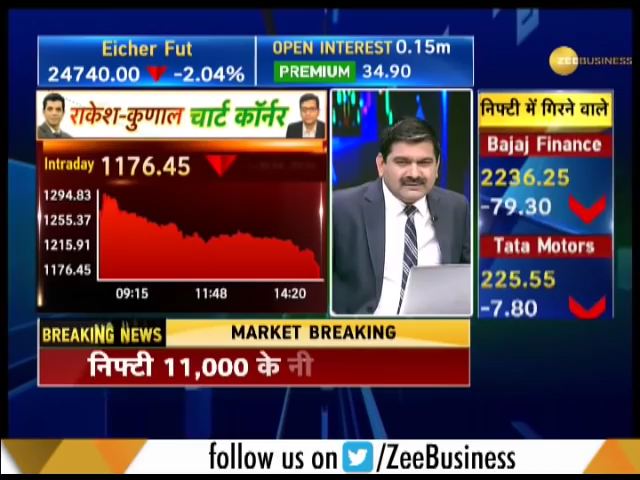 Eicher Fut
24740.00 -2.04%
OPEN INTEREST 0.15m
PREMIUM 34.90
ZEEBUSINESS
राकेश-कुणाल चार्ट कॉर्नर
Intraday 1176.45
1294.83
1255.37
1215.91
1176.45
09:15 11:48 14:20
निफ्टी में गिरने वाले
Bajaj Finance
2236.25
-79.30
Tata Motors
225.55
-7.80
BREAKING NEWS
MARKET BREAKING
निफ्टी 11,000 के नी
follow us on /ZeeBusiness